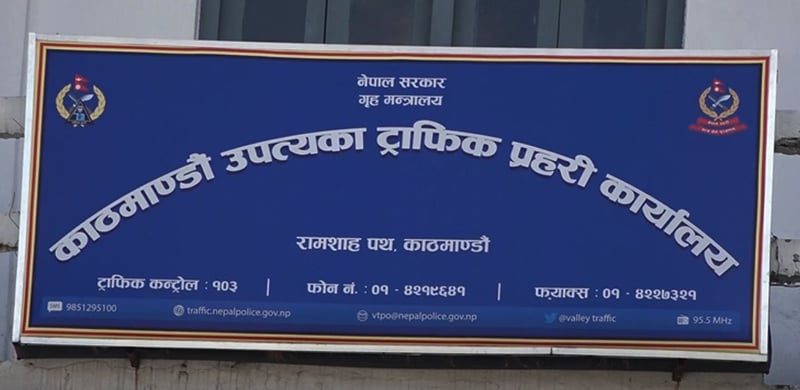 नेपाल सरकार
गृह मन्त्रालय
काठमाण्डौं उपत्यका ट्राफिक प्रहरी कार्यालय
रामशाह पथ, काठमाण्डौं
ट्राफिक कन्ट्रोल : १०३ | फोन नं. : ०१ - ४२१९६४१ | फ्याक्स : ०१ - ४२२७३२१
SMS 9851295100 traffic.nepalpolice.gov.np vtpo@nepalpolice.gov.np @valley traffic 95.5 MHz